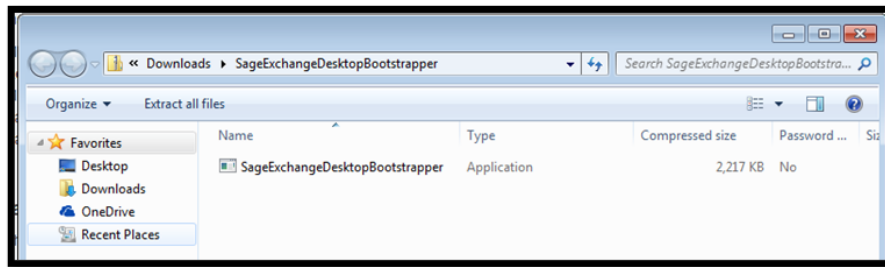 « Downloads ▸ SageExchangeDesktopBootstrapper
Search SageExchangeDesktopBootstra...
Organize Extract all files
Name Type Compressed size Password ... Siz
Favorites
Desktop
Downloads
OneDrive
Recent Places
SageExchangeDesktopBootstrapper Application 2,217 KB No